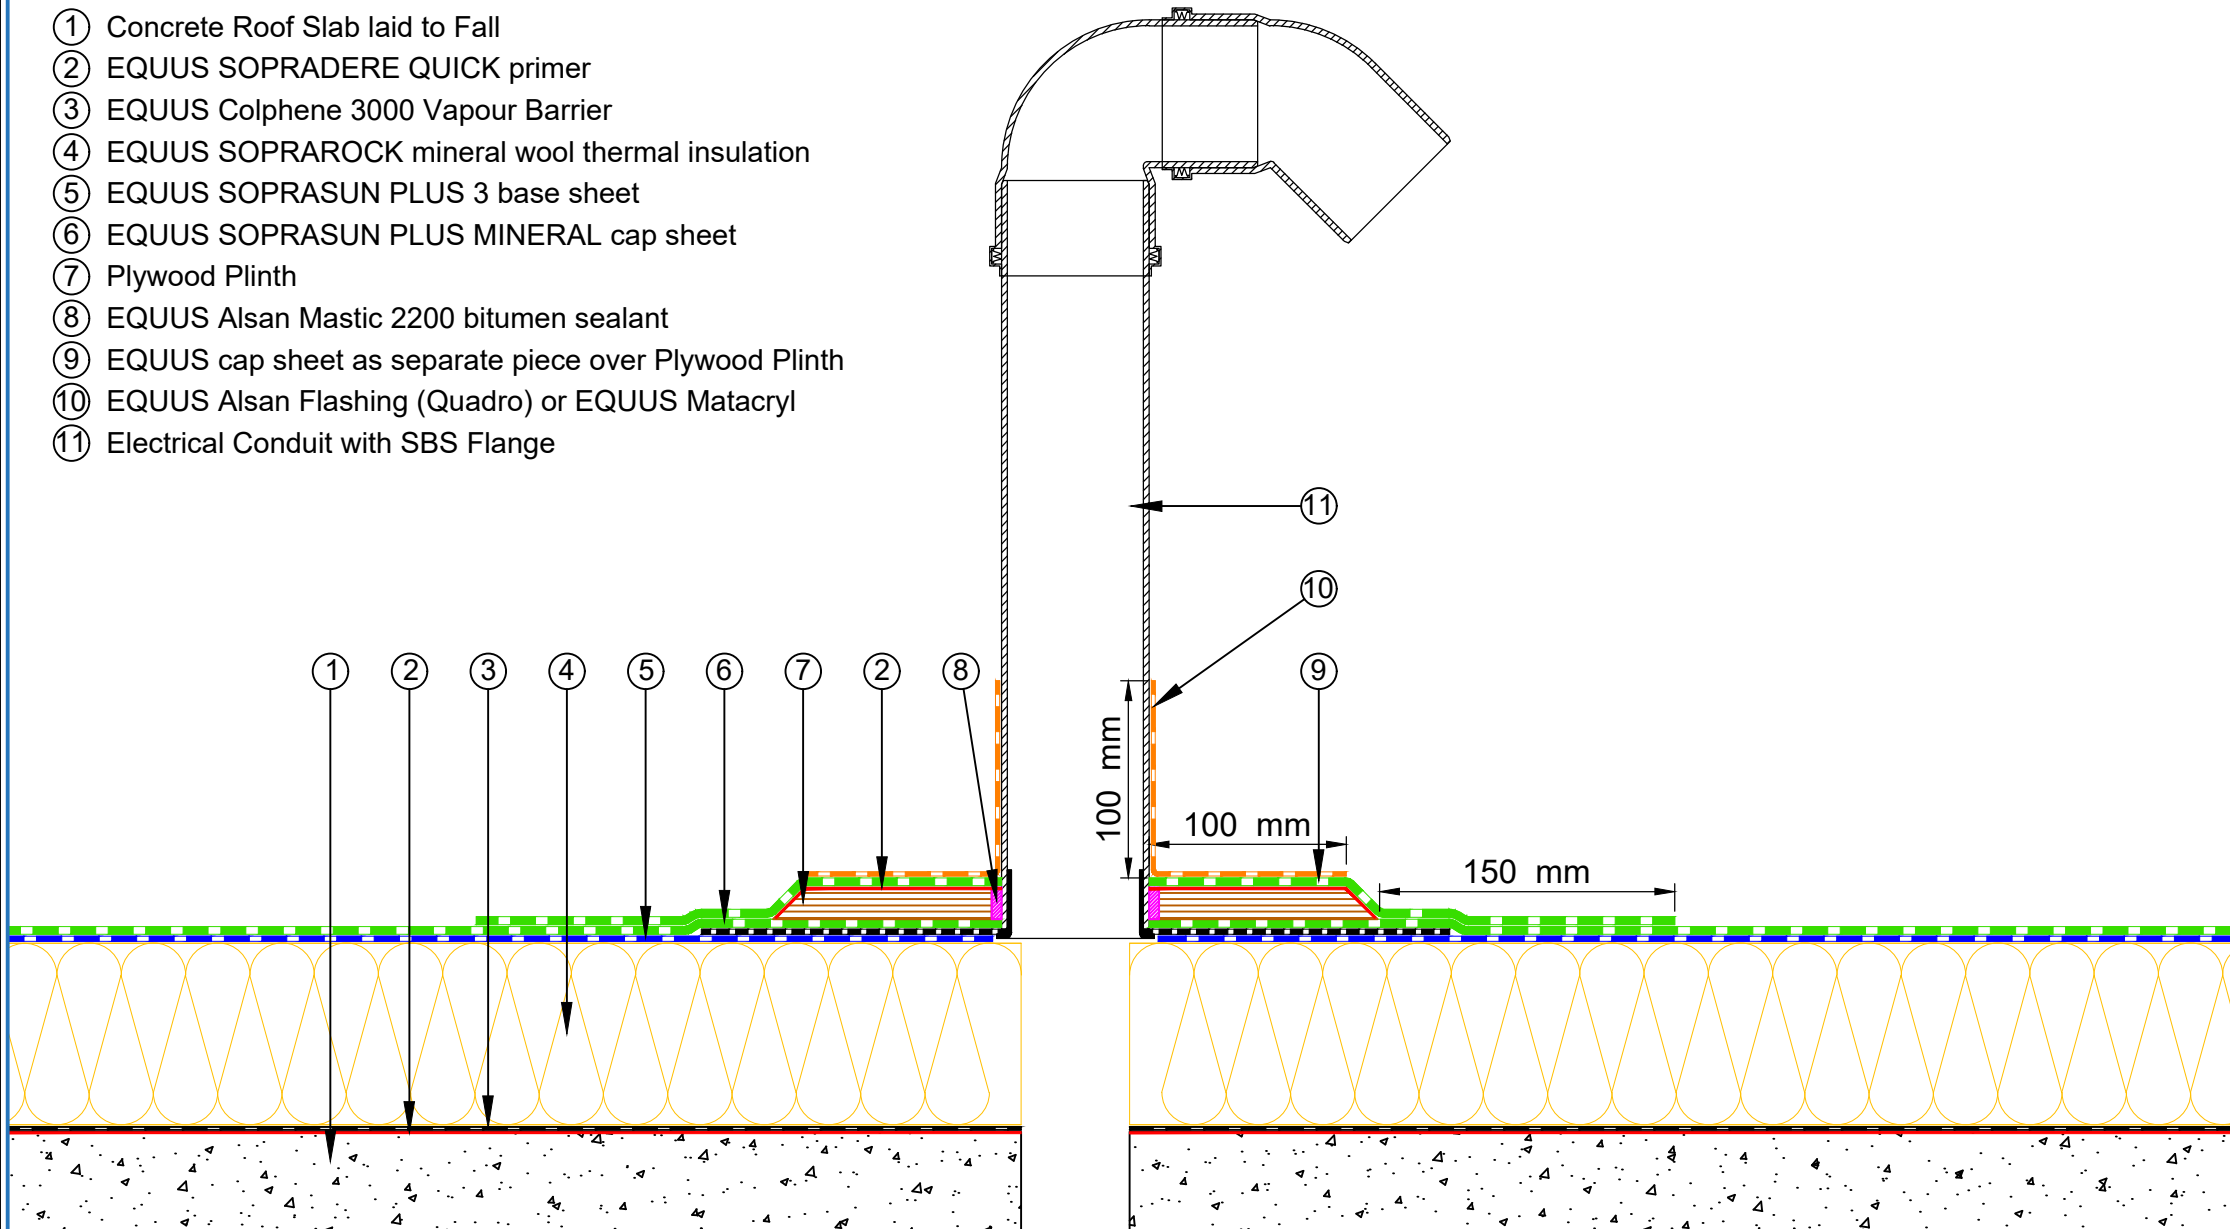 1 Concrete Roof Slab laid to Fall
2 EQUUS SOPRADERE QUICK primer
3 EQUUS Colphene 3000 Vapour Barrier
4 EQUUS SOPRAROCK mineral wool thermal insulation
5 EQUUS SOPRASUN PLUS 3 base sheet
6 EQUUS SOPRASUN PLUS MINERAL cap sheet
7 Plywood Plinth
8 EQUUS Alsan Mastic 2200 bitumen sealant
9 EQUUS cap sheet as separate piece over Plywood Plinth
10 EQUUS Alsan Flashing (Quadro) or EQUUS Matacryl
11 Electrical Conduit with SBS Flange
11
10
1 2 3 4 5 6 7 2 8 9
100 mm
100 mm
150 mm